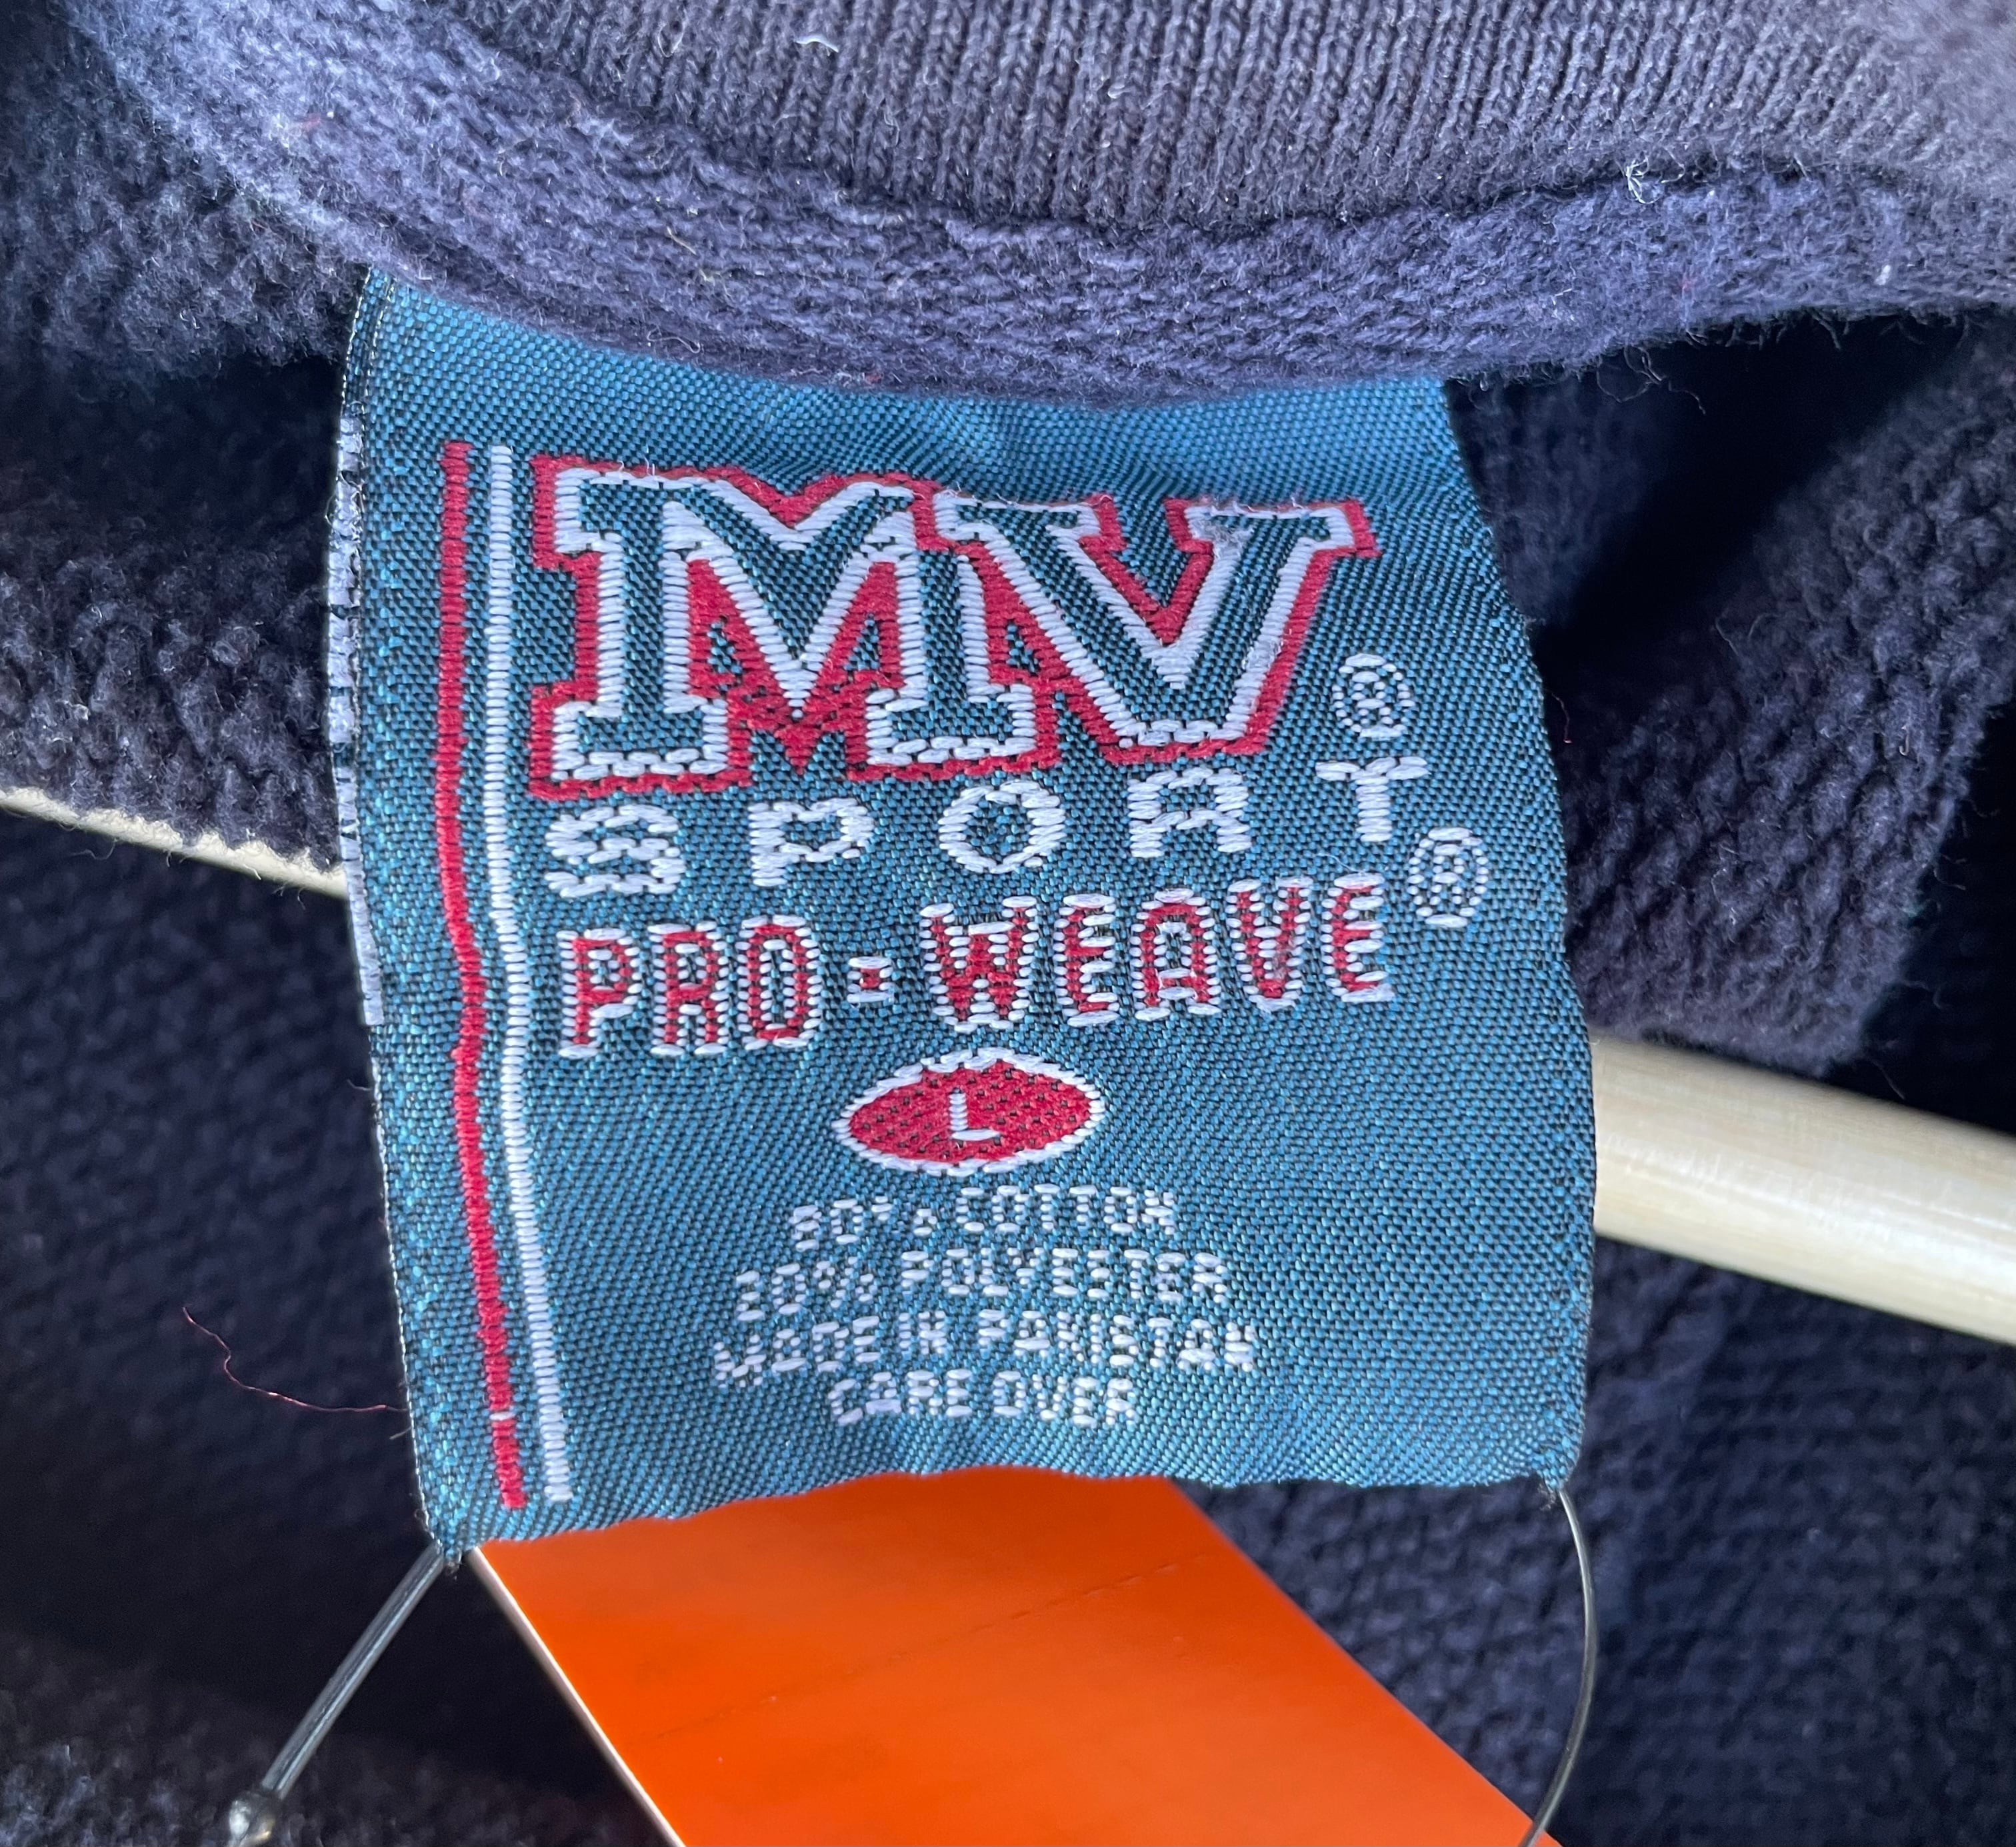 MV®
SPORT
PRO-WEAVE®
L
80% COTTON
20% POLYESTER
MADE IN PAKISTAN
CARE OVER